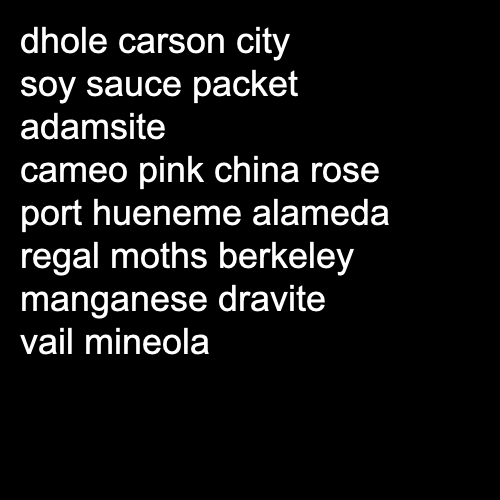 dhole carson city
soy sauce packet
adamsite
cameo pink china rose
port hueneme alameda
regal moths berkeley
manganese dravite
vail mineola